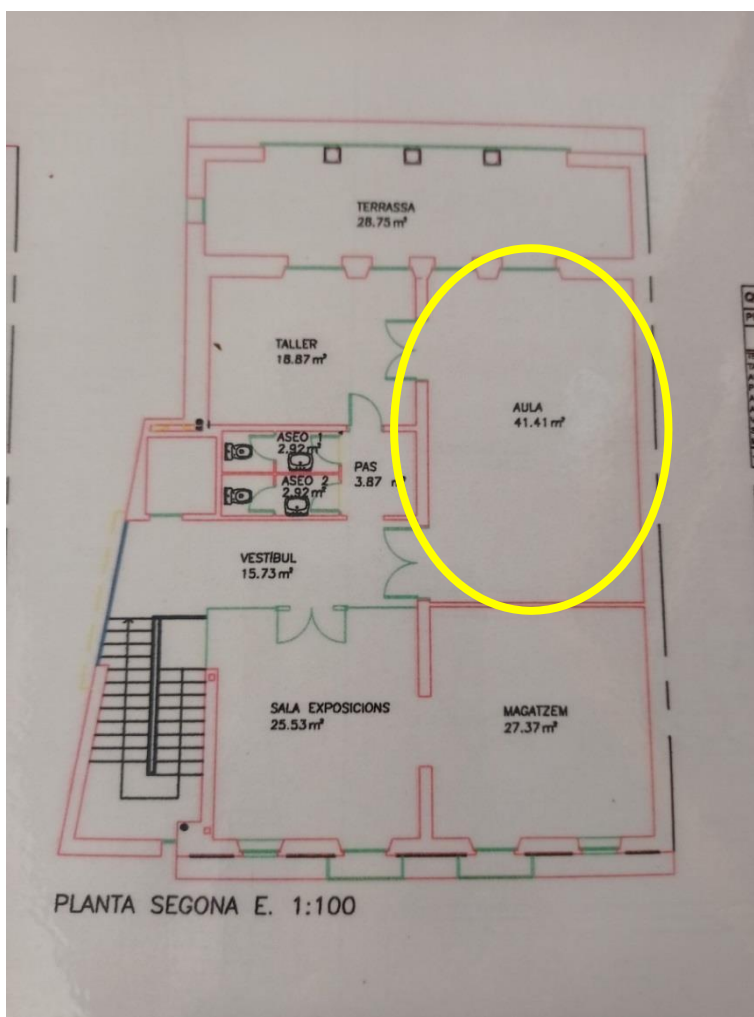 TERRASSA
28.75 m²
TALLER
18.87 m²
AULA
41.41 m²
ASEO 1
2.92 m²
PAS
3.87 m²
ASEO 2
2.92 m²
VESTÍBUL
15.73 m²
SALA EXPOSICIONS
25.53 m²
MAGATZEM
27.37 m²
PLANTA SEGONA E. 1:100